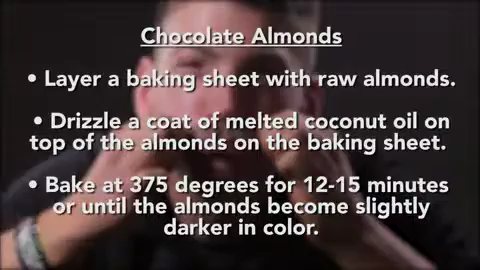 Chocolate Almonds
• Layer a baking sheet with raw almonds.
• Drizzle a coat of melted coconut oil on
top of the almonds on the baking sheet.
• Bake at 375 degrees for 12-15 minutes
or until the almonds become slightly
darker in color.